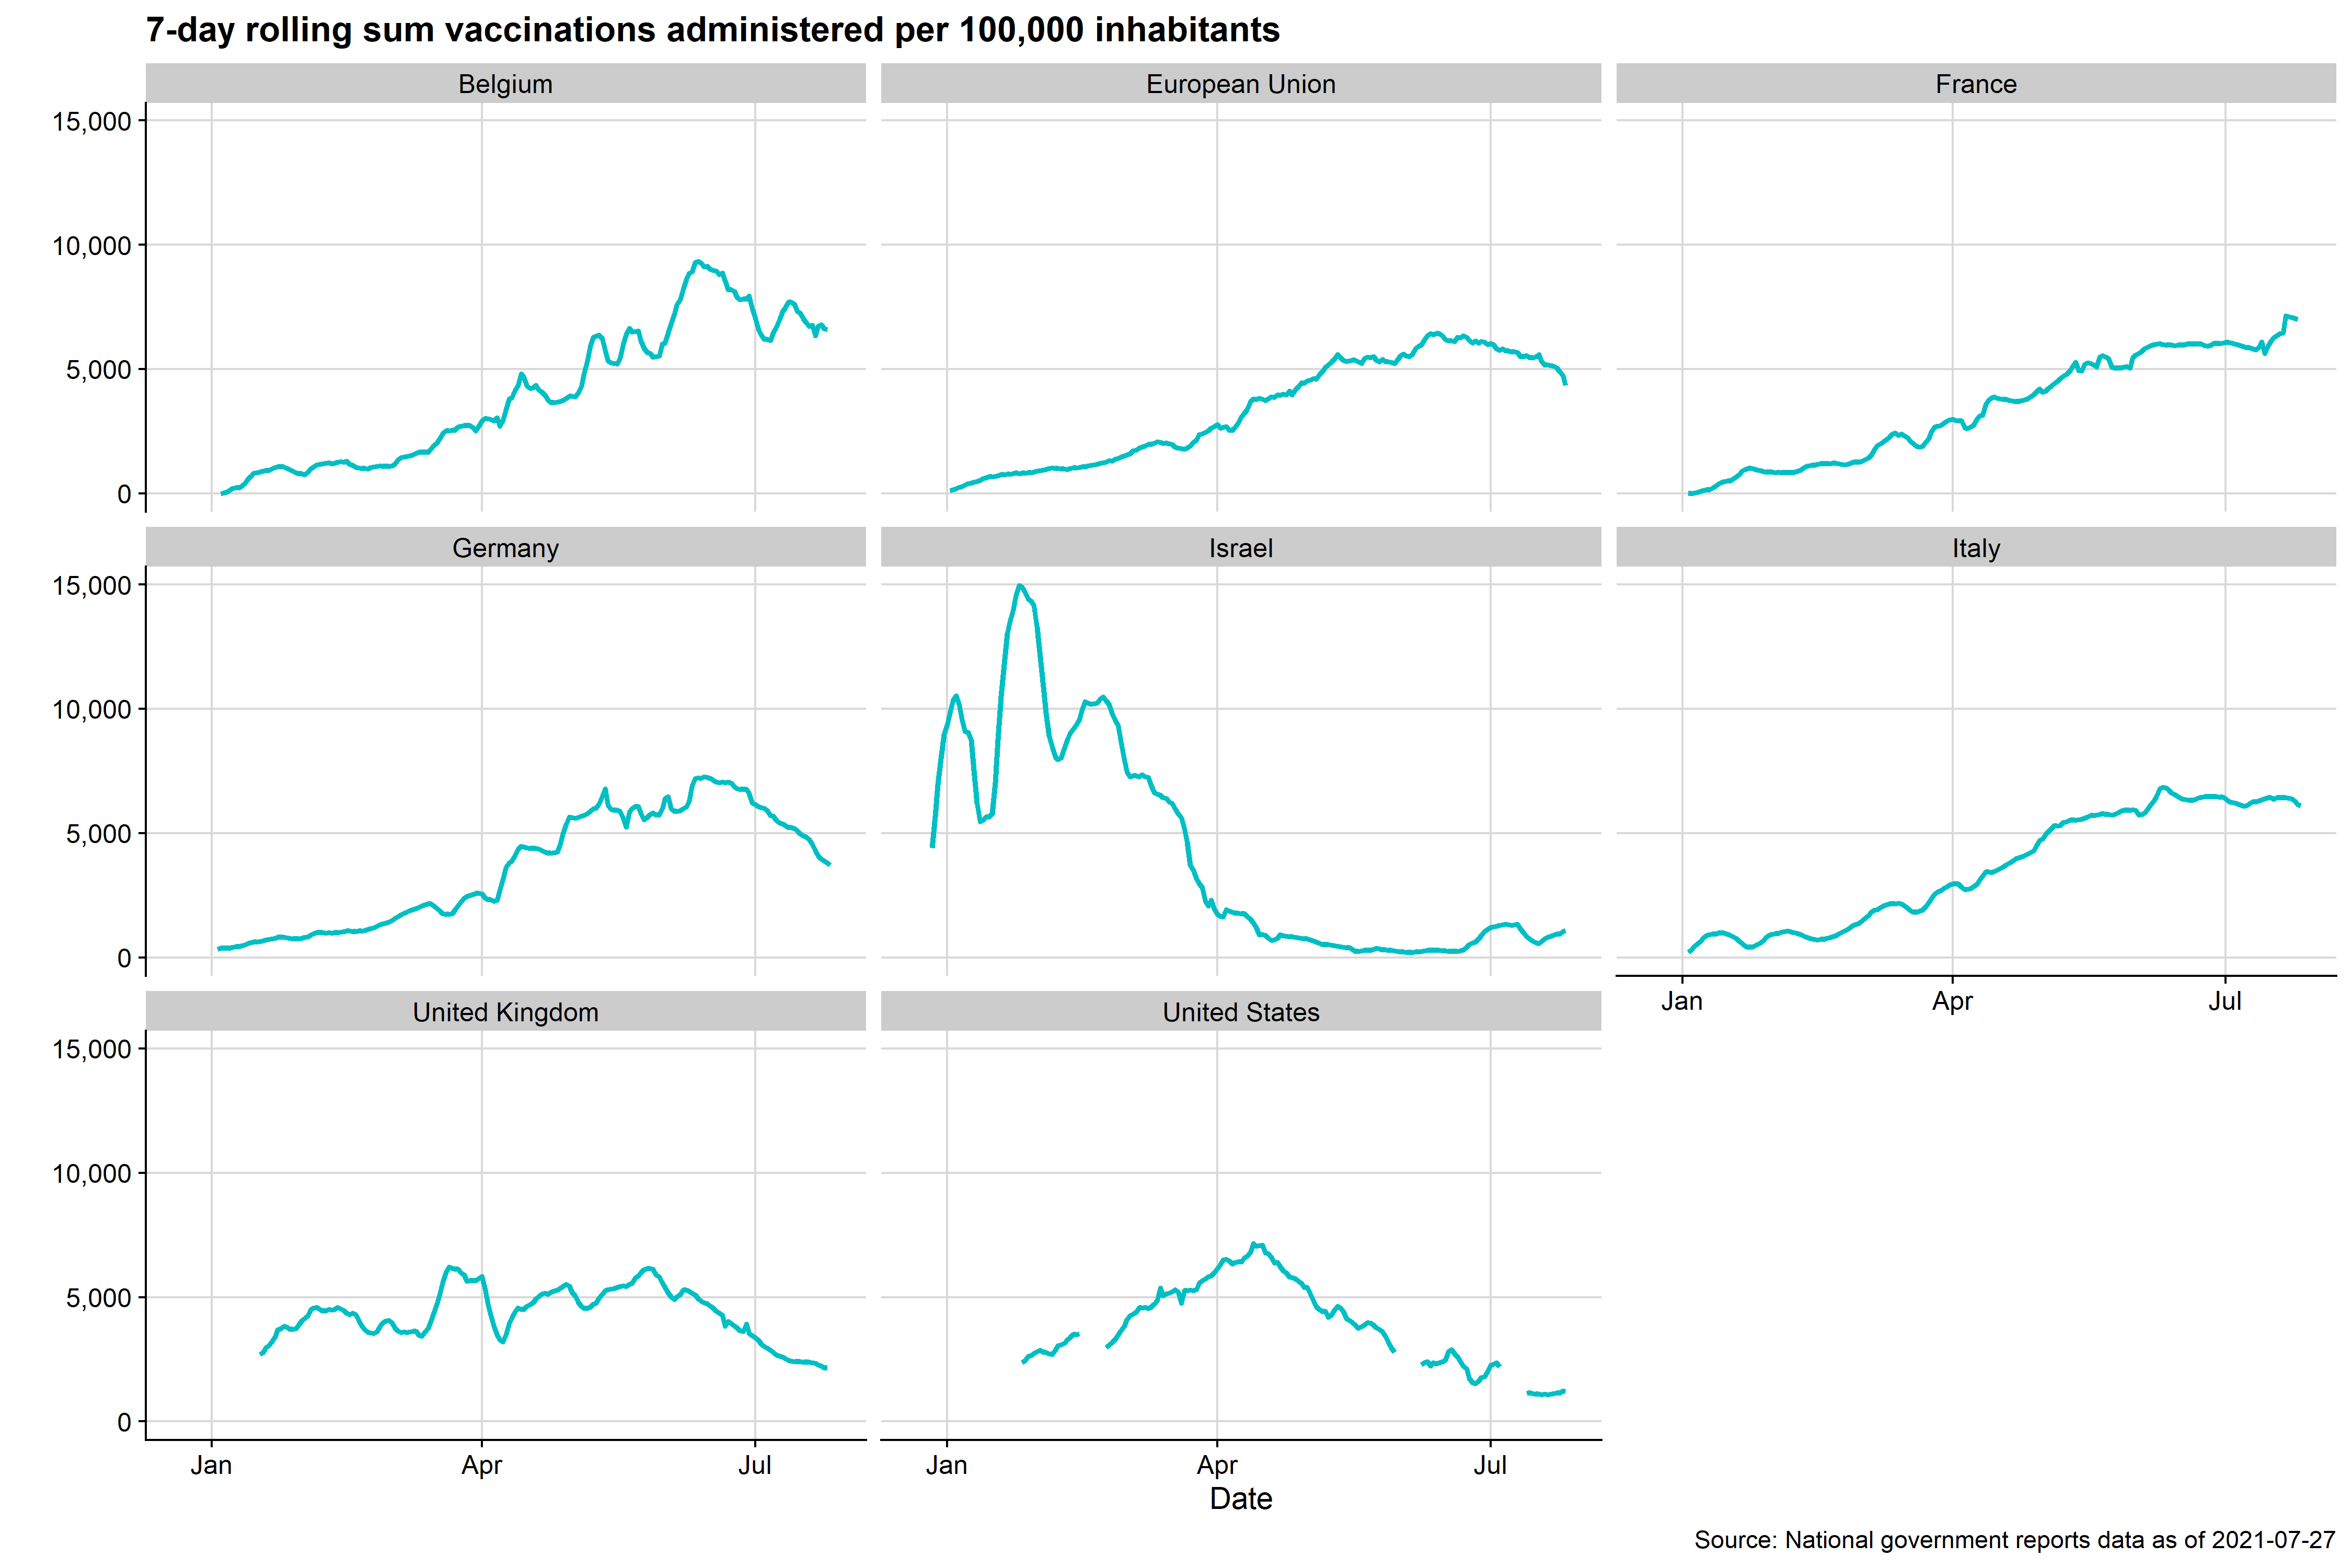 7-day rolling sum vaccinations administered per 100,000 inhabitants
Belgium
European Union
France
15,000
10,000
5,000
0
Germany
Israel
Italy
15,000
10,000
5,000
0
Jan
Apr
Jul
United Kingdom
United States
15,000
10,000
5,000
0
Jan
Apr
Jul
Jan
Apr
Jul
Date
Source: National government reports data as of 2021-07-27